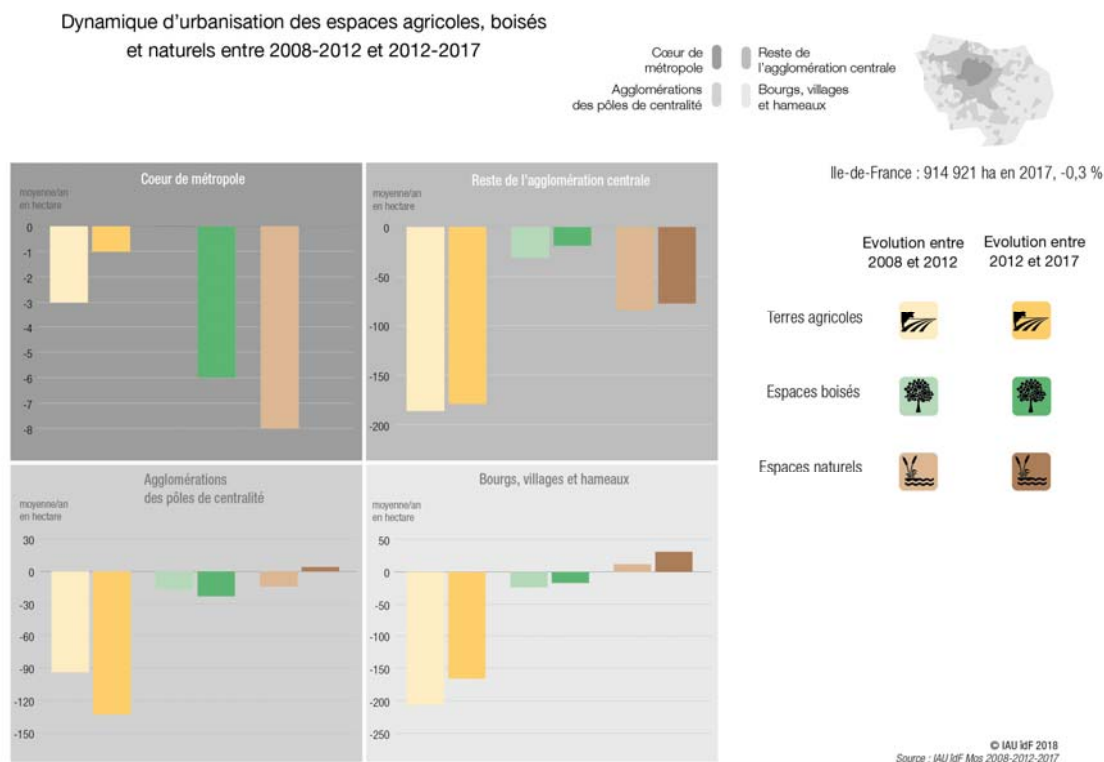 Dynamique d'urbanisation des espaces agricoles, boisés
et naturels entre 2008-2012 et 2012-2017
Cœur de
métropole
Reste de
l'agglomération centrale
Agglomérations
des pôles de centralité
Bourgs, villages
et hameaux
Ile-de-France : 914 921 ha en 2017, -0,3 %
Coeur de métropole
moyenne/an
en hectare
0
-1
-2
-3
-4
-5
-6
-7
-8
Reste de l'agglomération centrale
moyenne/an
en hectare
0
-50
-100
-150
-200
Agglomérations
des pôles de centralité
moyenne/an
en hectare
30
0
-30
-60
-90
-120
-150
Bourgs, villages et hameaux
moyenne/an
en hectare
50
0
-50
-100
-150
-200
-250
Evolution entre
2008 et 2012
Evolution entre
2012 et 2017
Terres agricoles
Espaces boisés
Espaces naturels
© IAU îdF 2018
Source : IAU îdF Mos 2008-2012-2017